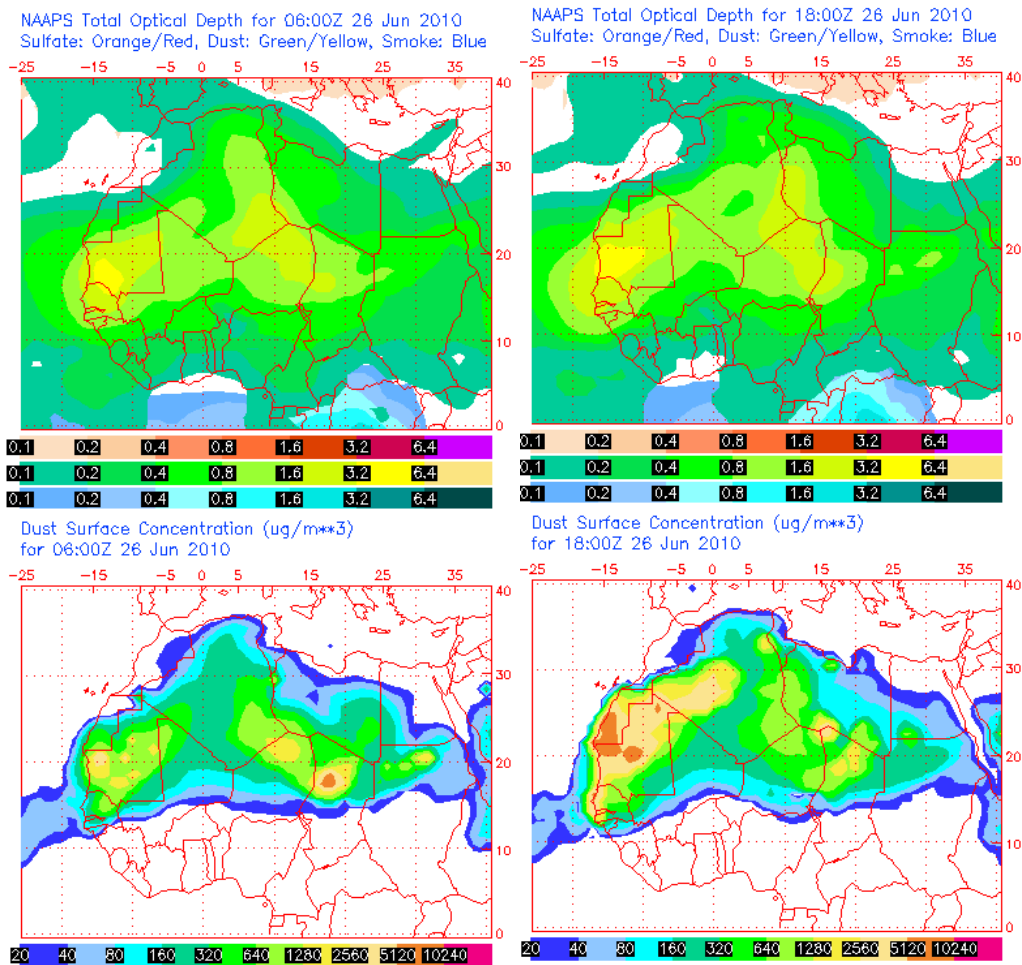 NAAPS Total Optical Depth for 06:00Z 26 Jun 2010
Sulfate: Orange/Red, Dust: Green/Yellow, Smoke: Blue
-25 -15 -5 0 5 15 25 35
40
30
20
10
0
0.1 0.2 0.4 0.8 1.6 3.2 6.4
0.1 0.2 0.4 0.8 1.6 3.2 6.4
0.1 0.2 0.4 0.8 1.6 3.2 6.4
NAAPS Total Optical Depth for 18:00Z 26 Jun 2010
Sulfate: Orange/Red, Dust: Green/Yellow, Smoke: Blue
-25 -15 -5 0 5 15 25 35
40
30
20
10
0
0.1 0.2 0.4 0.8 1.6 3.2 6.4
0.1 0.2 0.4 0.8 1.6 3.2 6.4
0.1 0.2 0.4 0.8 1.6 3.2 6.4
Dust Surface Concentration (ug/m**3)
for 06:00Z 26 Jun 2010
-25 -15 -5 0 5 15 25 35
40
30
20
10
0
20 40 80 160 320 640 1280 2560 5120 10240
Dust Surface Concentration (ug/m**3)
for 18:00Z 26 Jun 2010
-25 -15 -5 0 5 15 25 35
40
30
20
10
0
20 40 80 160 320 640 1280 2560 5120 10240